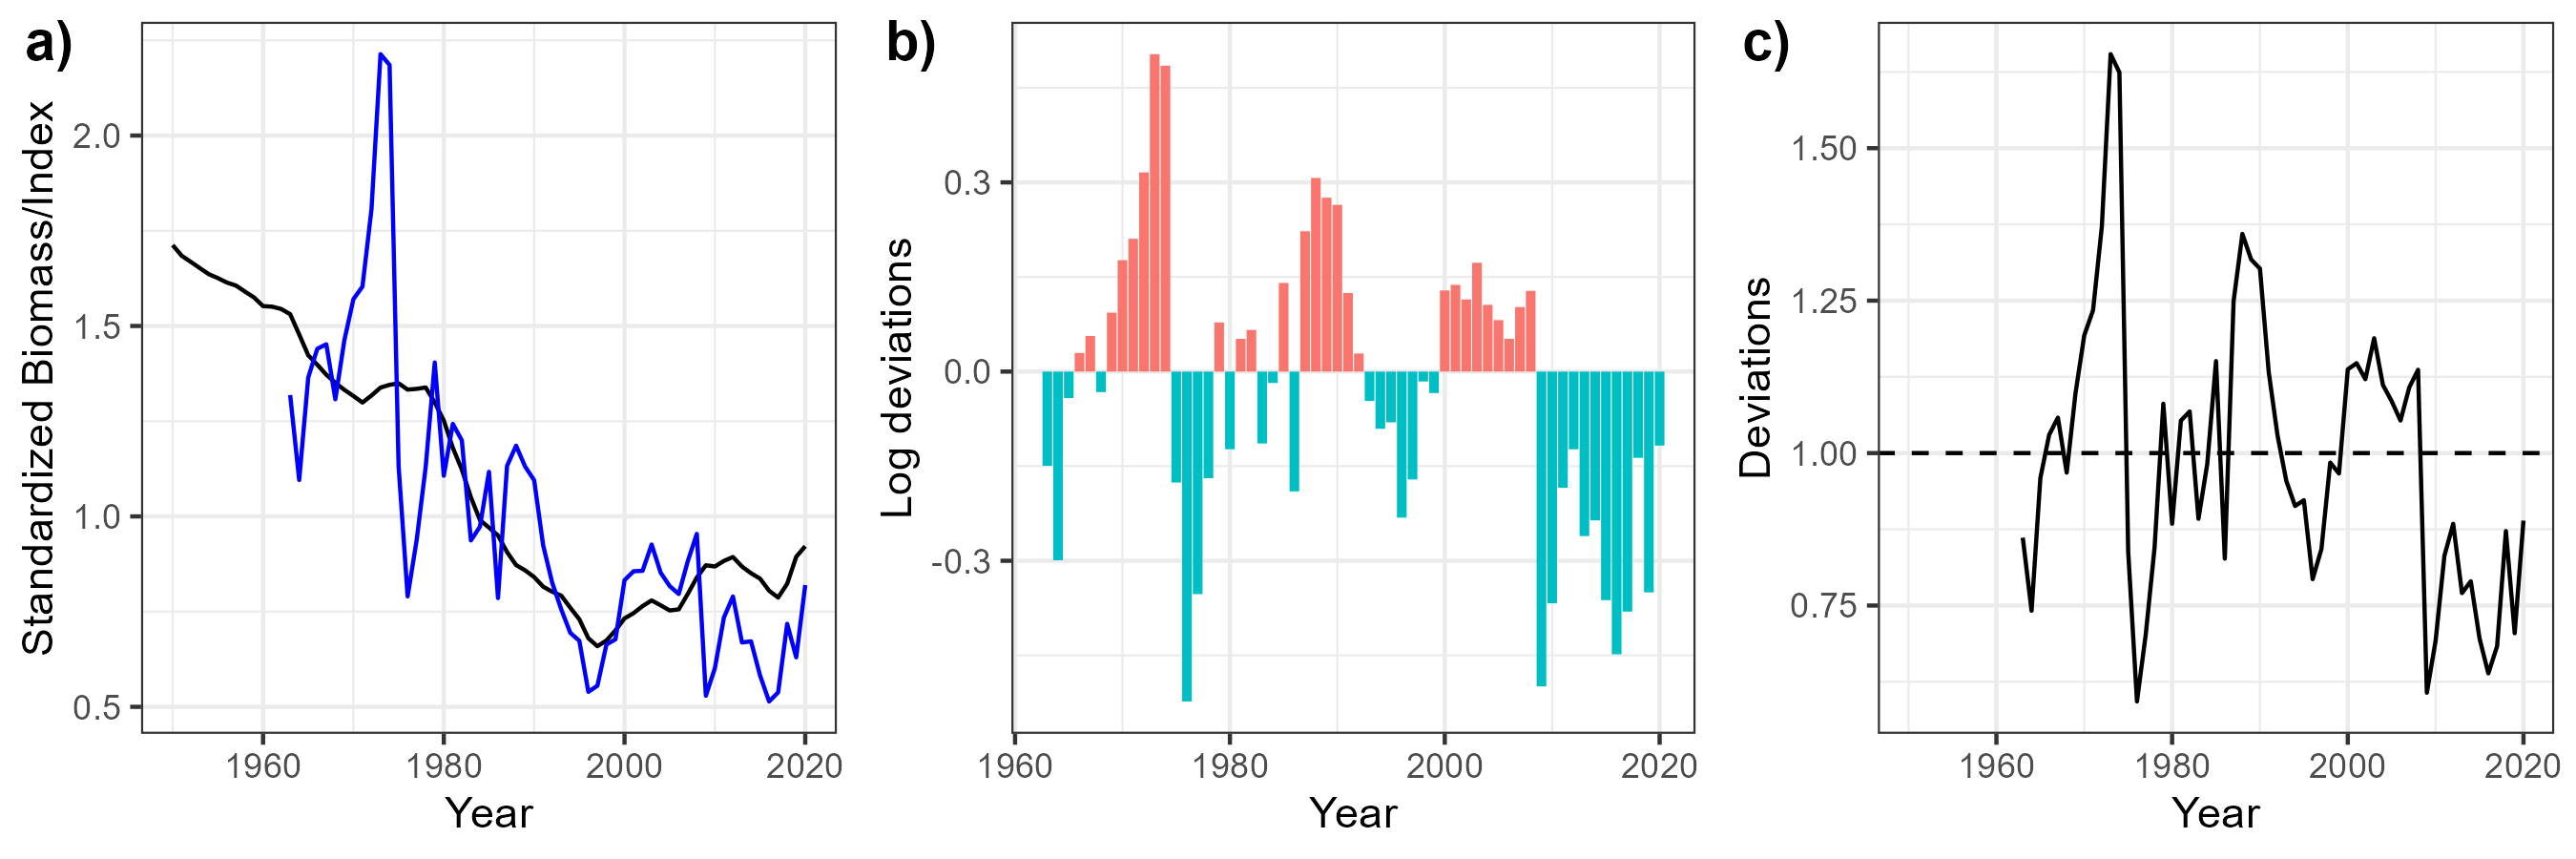 a)
Standardized Biomass/Index
2.0
1.5
1.0
0.5
1960 1980 2000 2020
Year
b)
Log deviations
0.3
0.0
-0.3
1960 1980 2000 2020
Year
c)
Deviations
1.50
1.25
1.00
0.75
1960 1980 2000 2020
Year